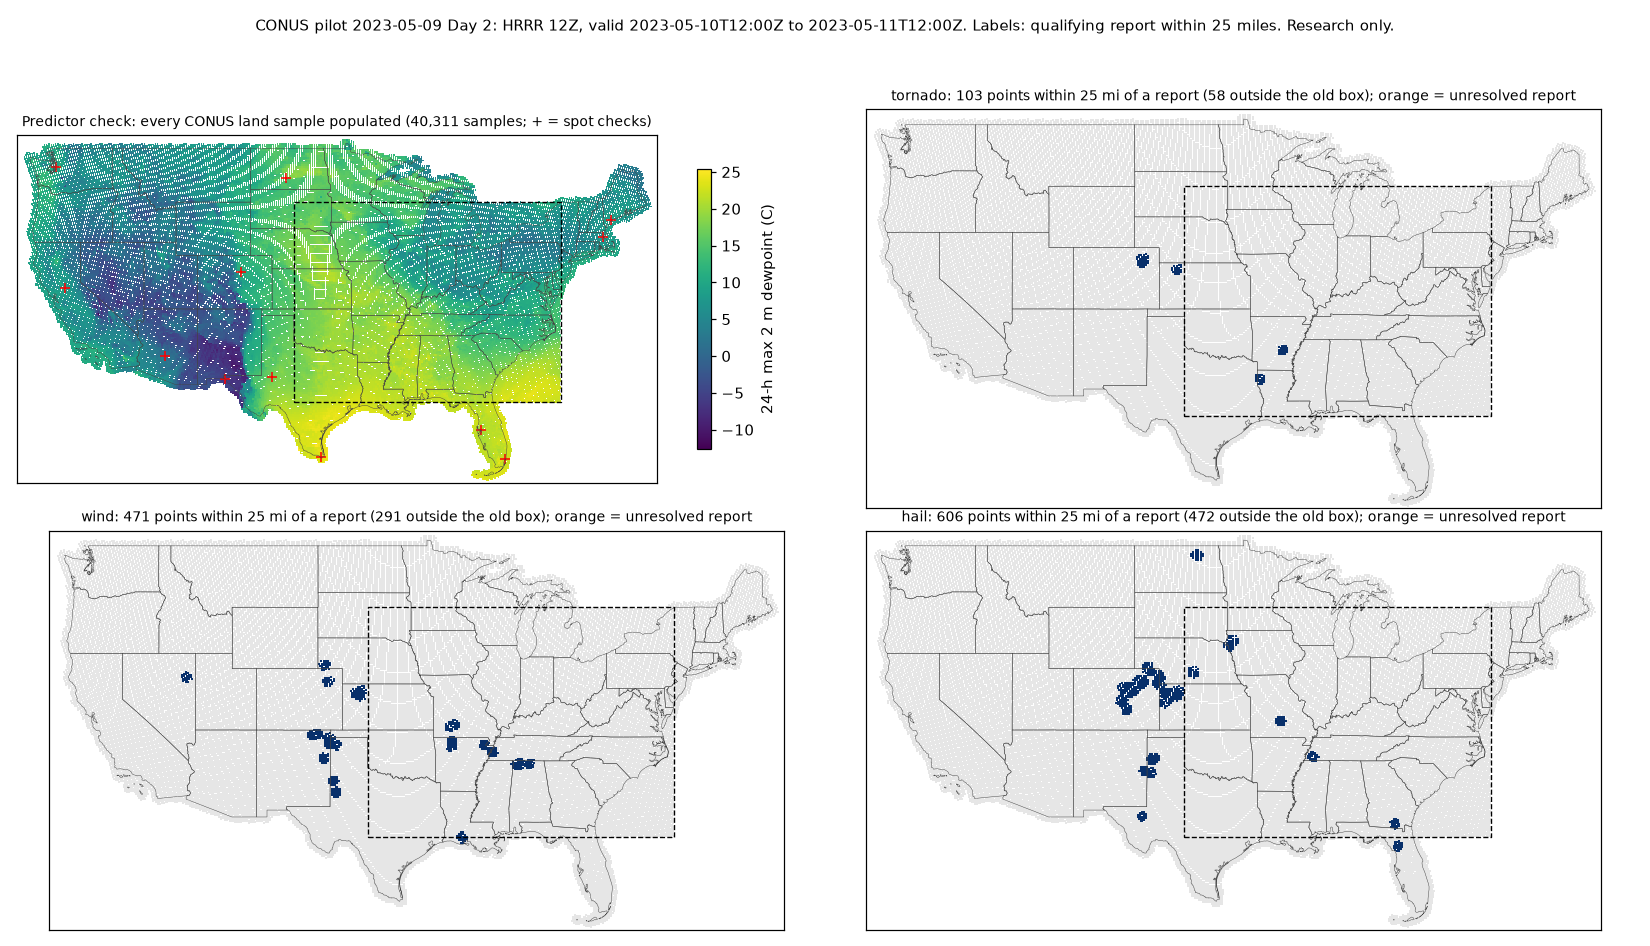 CONUS pilot 2023-05-09 Day 2: HRRR 12Z, valid 2023-05-10T12:00Z to 2023-05-11T12:00Z. Labels: qualifying report within 25 miles. Research only.
Predictor check: every CONUS land sample populated (40,311 samples; + = spot checks)
25
20
15
10
5
0
−5
−10
24-h max 2 m dewpoint (C)
tornado: 103 points within 25 mi of a report (58 outside the old box); orange = unresolved report
wind: 471 points within 25 mi of a report (291 outside the old box); orange = unresolved report
hail: 606 points within 25 mi of a report (472 outside the old box); orange = unresolved report